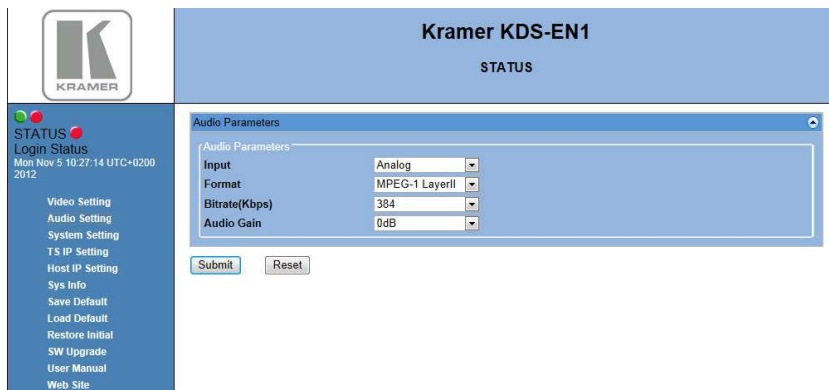 KRAMER
Kramer KDS-EN1
STATUS
STATUS
Login Status
Mon Nov 5 10:27:14 UTC+0200
2012
Video Setting
Audio Setting
System Setting
TS IP Setting
Host IP Setting
Sys Info
Save Default
Load Default
Restore Initial
SW Upgrade
User Manual
Web Site
Audio Parameters
Audio Parameters
Input Analog
Format MPEG-1 LayerII
Bitrate(Kbps) 384
Audio Gain 0dB
Submit Reset